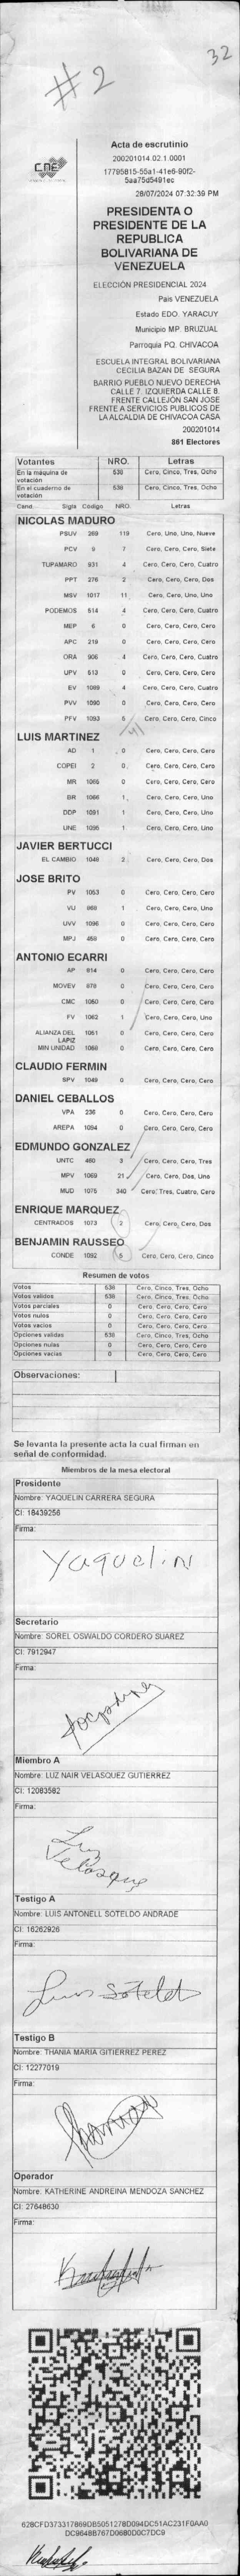 # 2
32
CNE
Acta de escrutinio
200201014.02.1.0001
17795815-55a1-41e6-90f2-
5aa75d5491ec
28/07/2024 07:32:39 PM
PRESIDENTA O
PRESIDENTE DE LA
REPUBLICA
BOLIVARIANA DE
VENEZUELA
ELECCIÓN PRESIDENCIAL 2024
Pais VENEZUELA
Estado EDO. YARACUY
Municipio MP. BRUZUAL
Parroquia PQ. CHIVACOA
ESCUELA INTEGRAL BOLIVARIANA
CECILIA BAZAN DE SEGURA
BARRIO PUEBLO NUEVO DERECHA
CALLE 7. IZQUIERDA CALLE 8.
FRENTE CALLEJÓN SAN JOSE
FRENTE A SERVICIOS PUBLICOS DE
LA ALCALDIA DE CHIVACOA CASA
200201014
861 Electores
Votantes NRO. Letras
En la máquina de votación 538 Cero, Cinco, Tres, Ocho
En el cuaderno de votación 538 Cero, Cinco, Tres, Ocho
Cand. Sigla Código NRO. Letras
NICOLAS MADURO
PSUV 269 119 Cero, Uno, Uno, Nueve
PCV 9 7 Cero, Cero, Cero, Siete
TUPAMARO 931 4 Cero, Cero, Cero, Cuatro
PPT 276 2 Cero, Cero, Cero, Dos
MSV 1017 11 Cero, Cero, Uno, Uno
PODEMOS 514 4 Cero, Cero, Cero, Cuatro
MEP 6 0 Cero, Cero, Cero, Cero
APC 219 0 Cero, Cero, Cero, Cero
ORA 906 4 Cero, Cero, Cero, Cuatro
UPV 513 0 Cero, Cero, Cero, Cero
EV 1089 4 Cero, Cero, Cero, Cuatro
PVV 1090 0 Cero, Cero, Cero, Cero
PFV 1093 5 Cero, Cero, Cero, Cinco
LUIS MARTINEZ
AD 1 0 Cero, Cero, Cero, Cero
COPEI 2 0 Cero, Cero, Cero, Cero
MR 1065 0 Cero, Cero, Cero, Cero
BR 1066 1 Cero, Cero, Cero, Uno
DDP 1091 1 Cero, Cero, Cero, Uno
UNE 1095 1 Cero, Cero, Cero, Uno
JAVIER BERTUCCI
EL CAMBIO 1048 2 Cero, Cero, Cero, Dos
JOSE BRITO
PV 1053 0 Cero, Cero, Cero, Cero
VU 968 1 Cero, Cero, Cero, Uno
UVV 1096 0 Cero, Cero, Cero, Cero
MPJ 459 0 Cero, Cero, Cero, Cero
ANTONIO ECARRI
AP 914 0 Cero, Cero, Cero, Cero
MOVEV 979 0 Cero, Cero, Cero, Cero
CMC 1050 0 Cero, Cero, Cero, Cero
FV 1062 1 Cero, Cero, Cero, Uno
ALIANZA DEL LAPIZ 1051 0 Cero, Cero, Cero, Cero
MIN UNIDAD 1068 0 Cero, Cero, Cero, Cero
CLAUDIO FERMIN
SPV 1049 0 Cero, Cero, Cero, Cero
DANIEL CEBALLOS
VPA 236 0 Cero, Cero, Cero, Cero
AREPA 1054 0 Cero, Cero, Cero, Cero
EDMUNDO GONZALEZ
UNTC 460 3 Cero, Cero, Cero, Tres
MPV 1069 21 Cero, Cero, Dos, Uno
MUD 1075 340 Cero, Tres, Cuatro, Cero
ENRIQUE MARQUEZ
CENTRADOS 1073 2 Cero, Cero, Cero, Dos
BENJAMIN RAUSSEO
CONDE 1092 5 Cero, Cero, Cero, Cinco
Resumen de votos
Votos 538 Cero, Cinco, Tres, Ocho
Votos validos 538 Cero, Cinco, Tres, Ocho
Votos parciales 0 Cero, Cero, Cero, Cero
Votos nulos 0 Cero, Cero, Cero, Cero
Votos vacios 0 Cero, Cero, Cero, Cero
Opciones validas 538 Cero, Cinco, Tres, Ocho
Opciones nulas 0 Cero, Cero, Cero, Cero
Opciones vacias 0 Cero, Cero, Cero, Cero
Observaciones:
Se levanta la presente acta la cual firman en
señal de conformidad.
Miembros de la mesa electoral
Presidente
Nombre: YAQUELIN CARRERA SEGURA
CI: 18439256
Firma:
Yaquelin
Secretario
Nombre: SOREL OSWALDO CORDERO SUAREZ
CI: 7912947
Firma:
Miembro A
Nombre: LUZ NAIR VELASQUEZ GUTIERREZ
CI: 12083582
Firma:
Luz
Velasquez
Testigo A
Nombre: LUIS ANTONELL SOTELDO ANDRADE
CI: 16262926
Firma:
Luis Soteldo
Testigo B
Nombre: THANIA MARIA GITIERREZ PEREZ
CI: 12277019
Firma:
Operador
Nombre: KATHERINE ANDREINA MENDOZA SANCHEZ
CI: 27648630
Firma:
628CFD373317869DB5051278D094DC51AC231F0AA0
DC9648B767D0680D0C7DC9